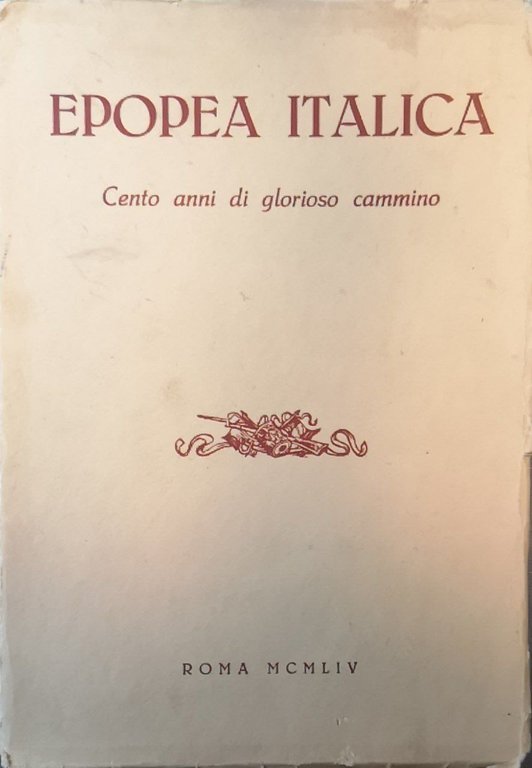 EPOPEA ITALICA
Cento anni di glorioso cammino
ROMA MCMLIV